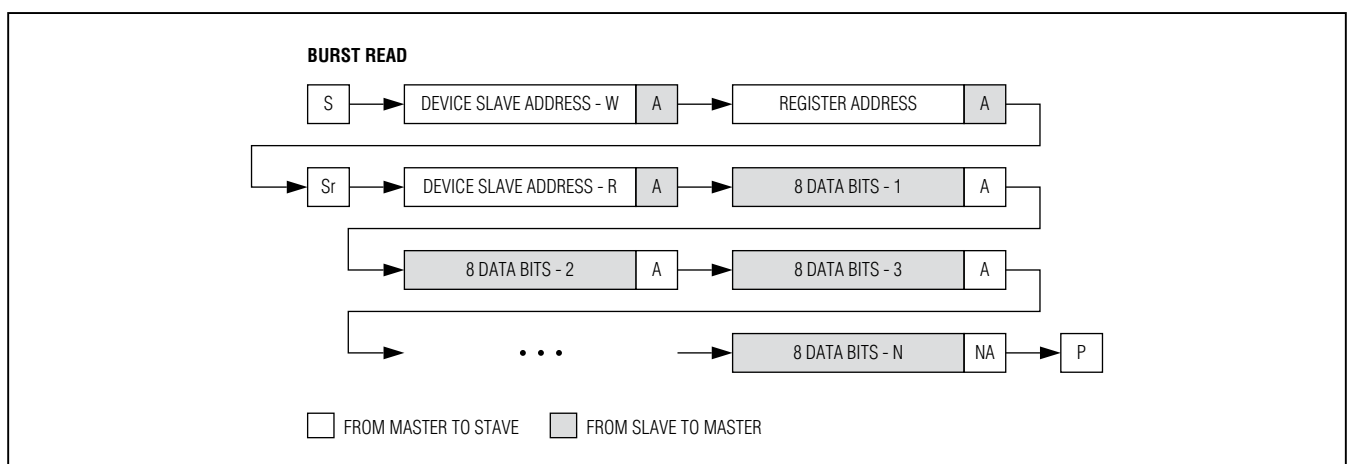 BURST READ
S DEVICE SLAVE ADDRESS - W A REGISTER ADDRESS A
Sr DEVICE SLAVE ADDRESS - R A 8 DATA BITS - 1 A
8 DATA BITS - 2 A 8 DATA BITS - 3 A
• • • 8 DATA BITS - N NA P
FROM MASTER TO STAVE FROM SLAVE TO MASTER